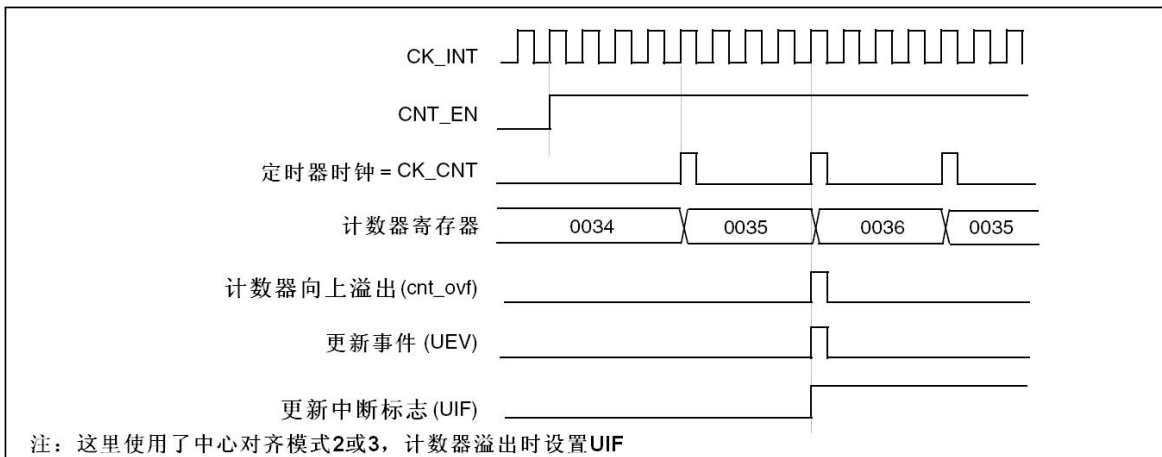 CK_INT
CNT_EN
定时器时钟 = CK_CNT
计数器寄存器 0034 0035 0036 0035
计数器向上溢出(cnt_ovf)
更新事件 (UEV)
更新中断标志(UIF)
注：这里使用了中心对齐模式2或3，计数器溢出时设置UIF